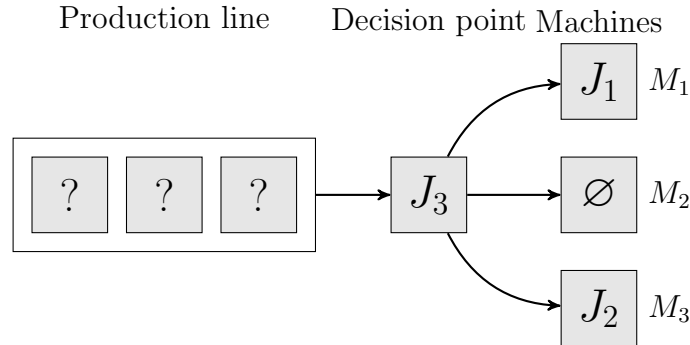 Production line
Decision point
Machines
J₁ M₁
? ? ? J₃ ∅ M₂
J₂ M₃